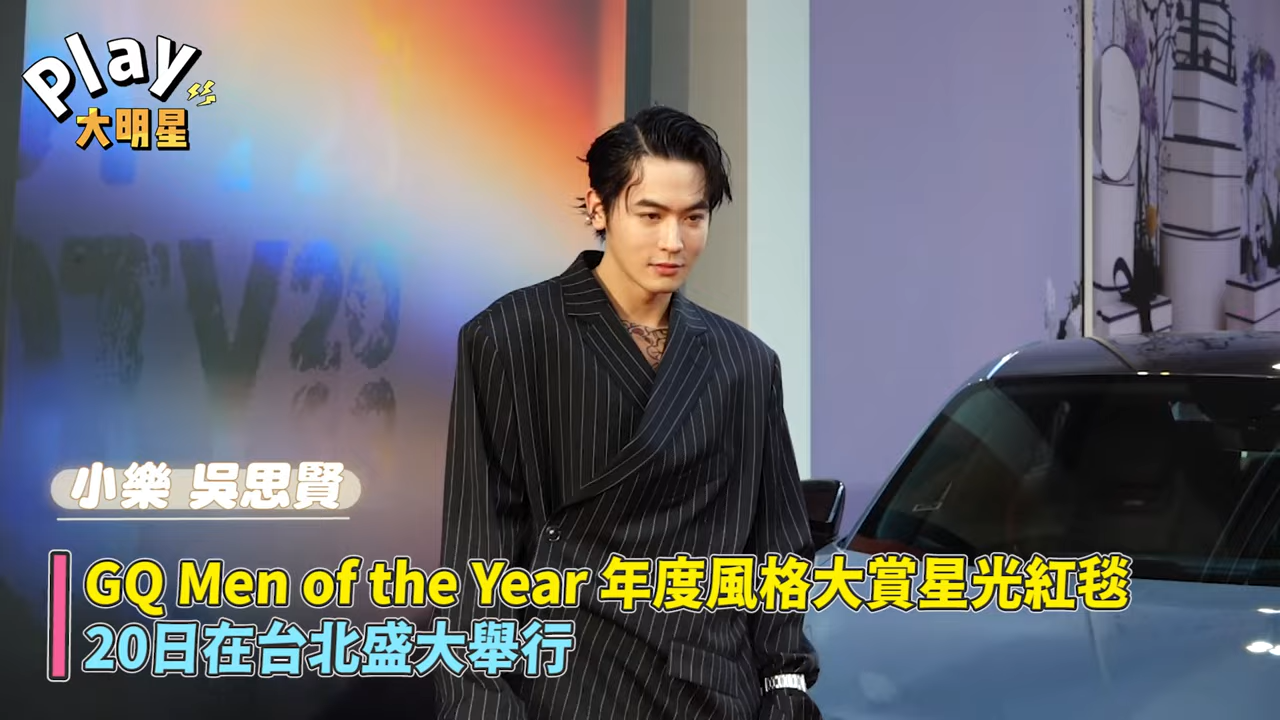 Play
大明星
小樂 吳思賢
GQ Men of the Year 年度風格大賞星光紅毯
20日在台北盛大舉行